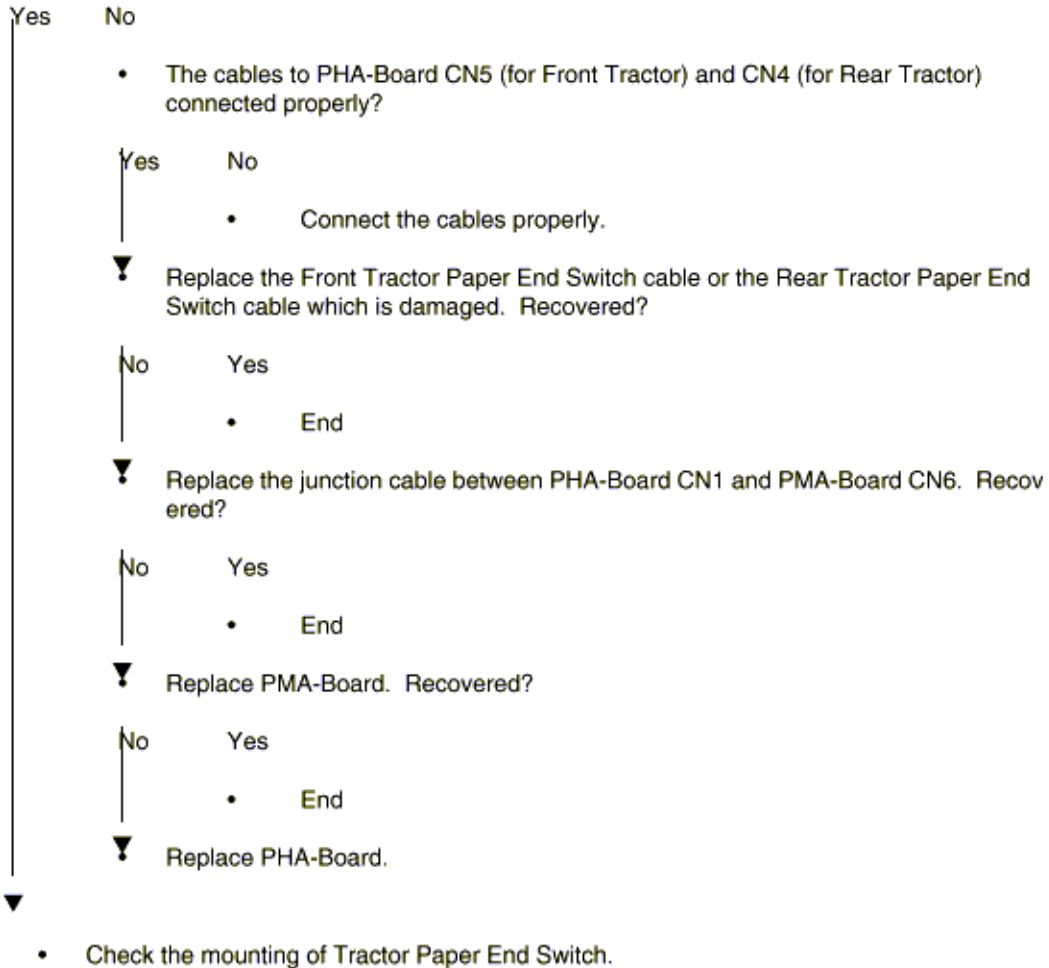 Yes No
• The cables to PHA-Board CN5 (for Front Tractor) and CN4 (for Rear Tractor)
connected properly?
Yes No
• Connect the cables properly.
• Replace the Front Tractor Paper End Switch cable or the Rear Tractor Paper End
Switch cable which is damaged. Recovered?
No Yes
• End
• Replace the junction cable between PHA-Board CN1 and PMA-Board CN6. Recov
ered?
No Yes
• End
• Replace PMA-Board. Recovered?
No Yes
• End
• Replace PHA-Board.
• Check the mounting of Tractor Paper End Switch.